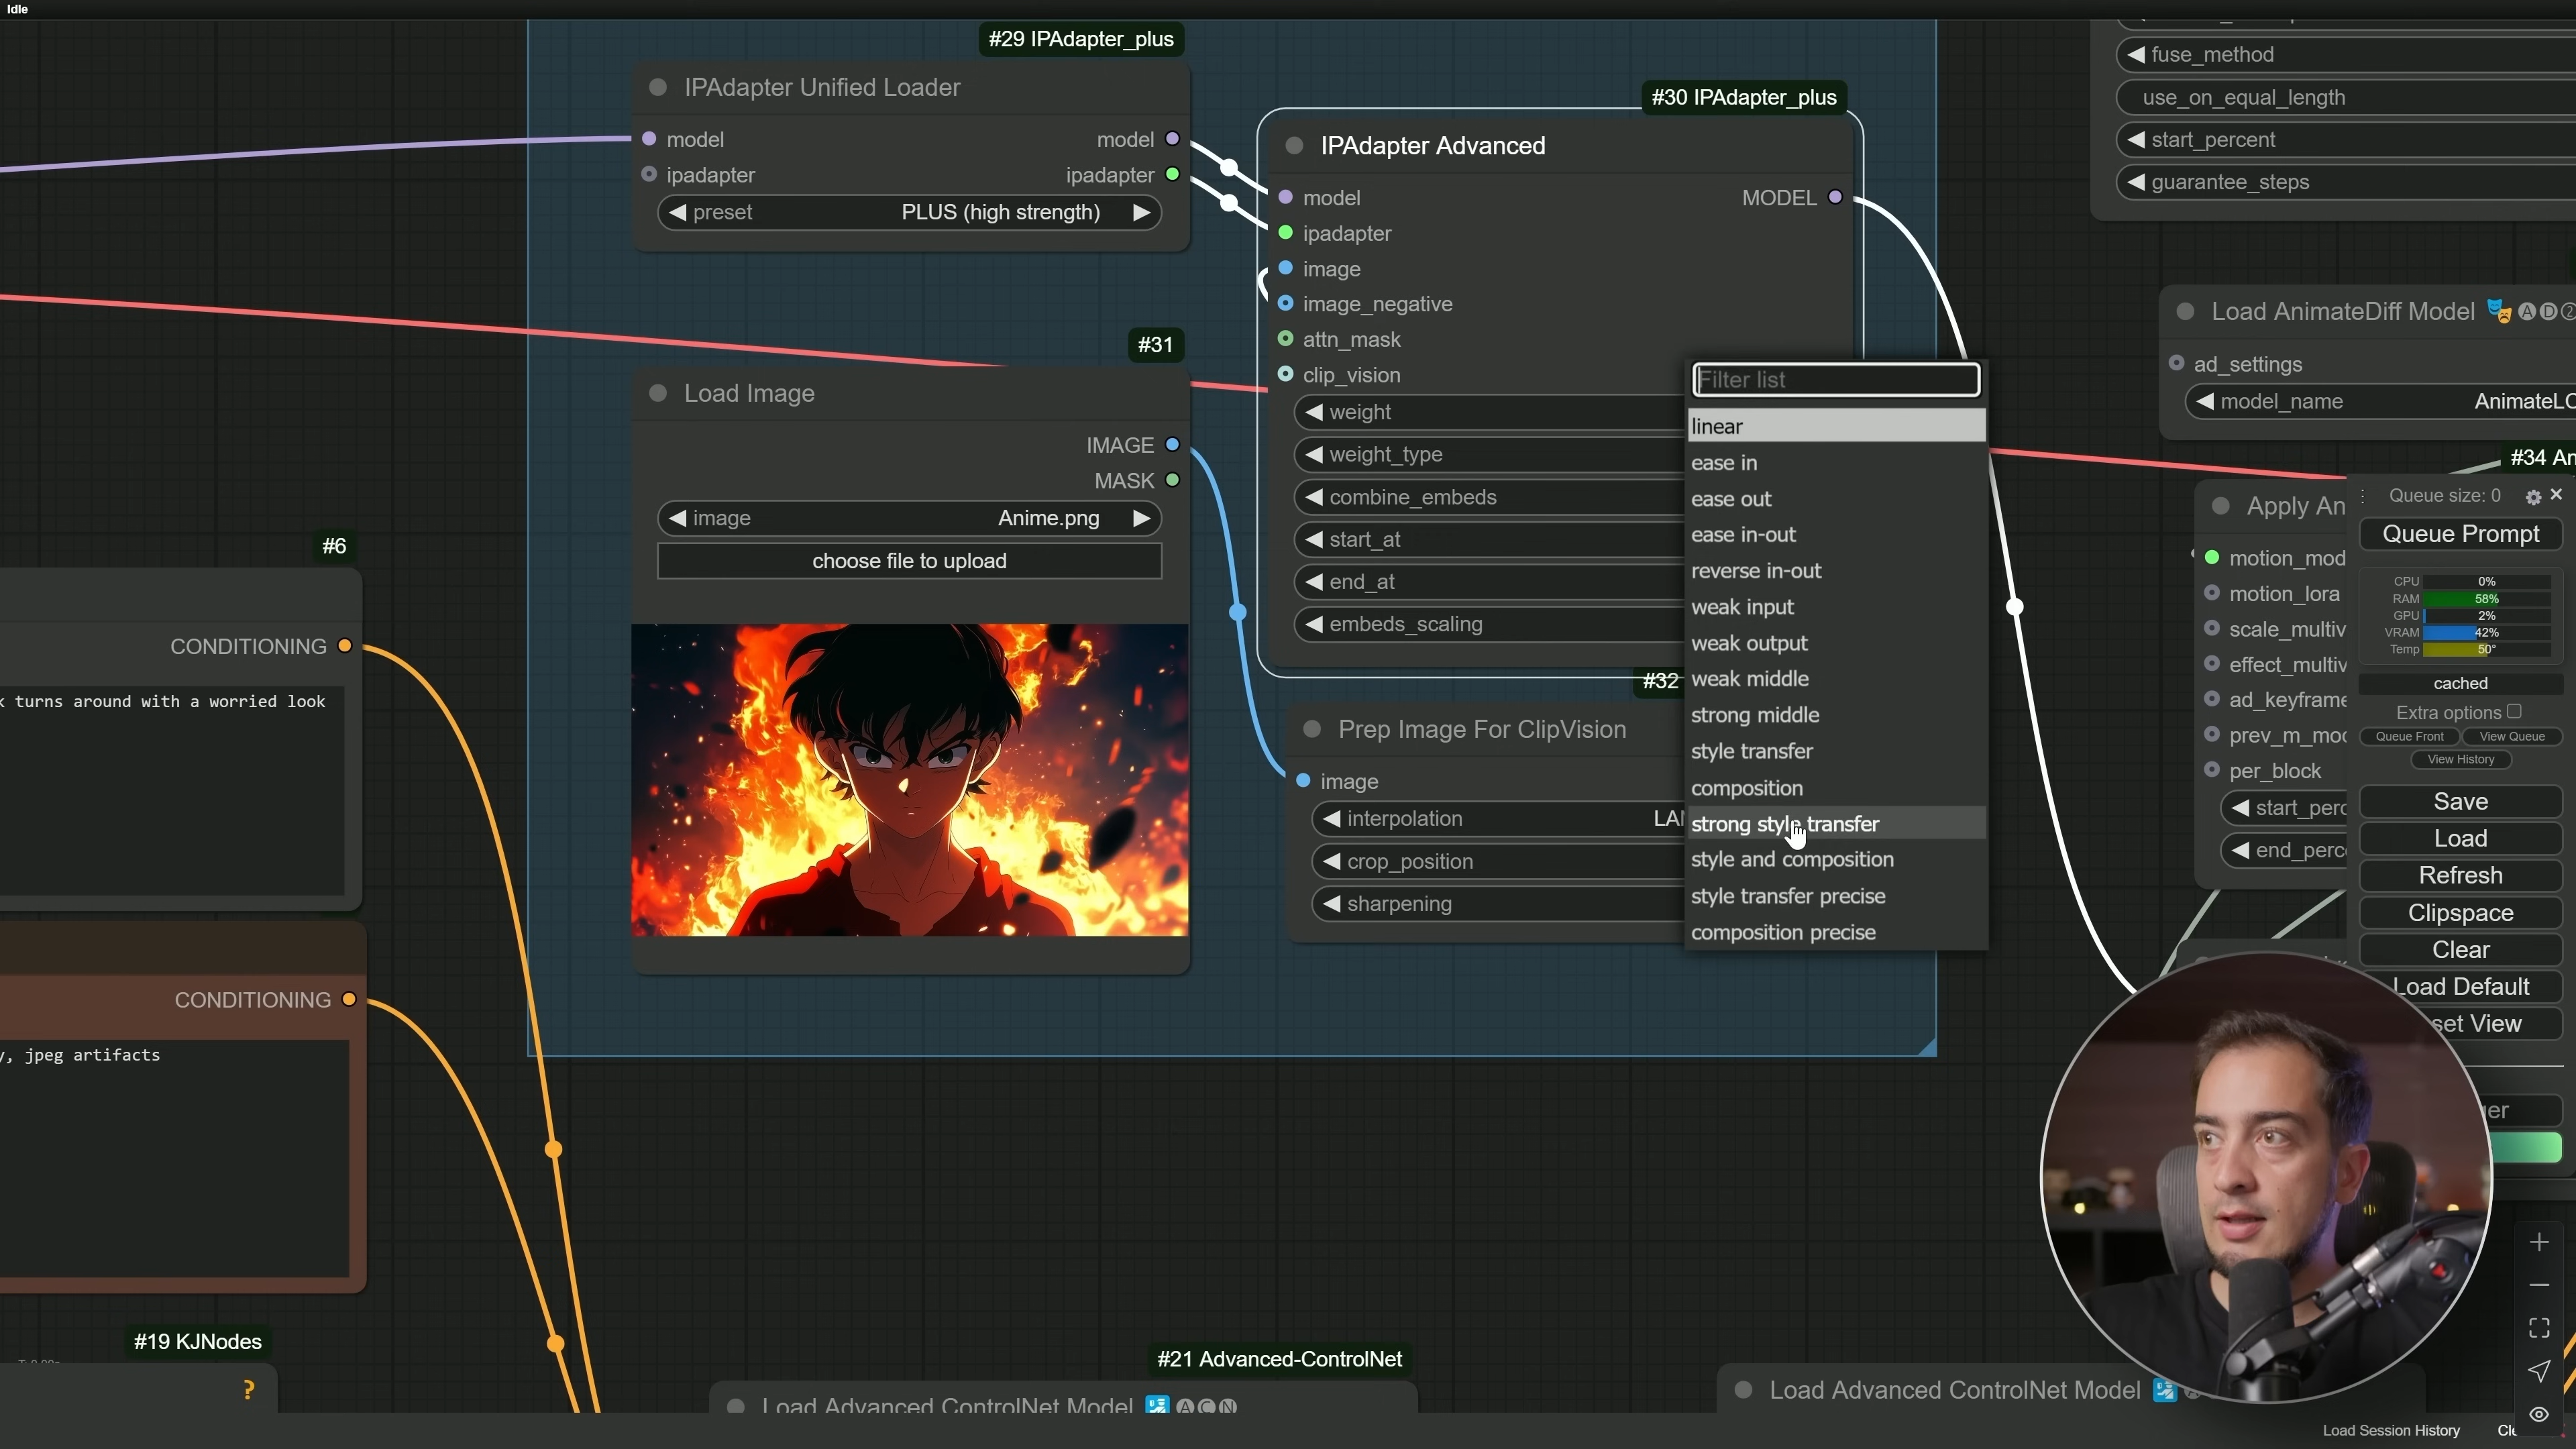 Idle
#29 IPAdapter_plus
IPAdapter Unified Loader
model
model
ipadapter
ipadapter
preset
PLUS (high strength)
#30 IPAdapter_plus
IPAdapter Advanced
model
MODEL
ipadapter
image
image_negative
attn_mask
clip_vision
weight
weight_type
combine_embeds
start_at
end_at
embeds_scaling
Filter list
linear
ease in
ease out
ease in-out
reverse in-out
weak input
weak output
weak middle
strong middle
style transfer
composition
strong style transfer
style and composition
style transfer precise
composition precise
#31
Load Image
IMAGE
MASK
image
Anime.png
choose file to upload
#32
Prep Image For ClipVision
image
interpolation
LAN
crop_position
sharpening
#6
CONDITIONING
turns around with a worried look
CONDITIONING
y, jpeg artifacts
#19 KJNodes
?
#21 Advanced-ControlNet
Load Advanced ControlNet Model
A C N
Load Advanced ControlNet Model
fuse_method
use_on_equal_length
start_percent
guarantee_steps
Load AnimateDiff Model
A D 2
ad_settings
model_name
AnimateLC
#34 An
Apply An
motion_mod
motion_lora
scale_multiv
effect_multiv
ad_keyframe
prev_m_mod
per_block
start_perc
end_perc
Queue size: 0
Queue Prompt
CPU 0%
RAM 58%
GPU 2%
VRAM 42%
Temp 50°
cached
Extra options
Queue Front
View Queue
View History
Save
Load
Refresh
Clipspace
Clear
Load Default
set View
er
Load Session History
Cle